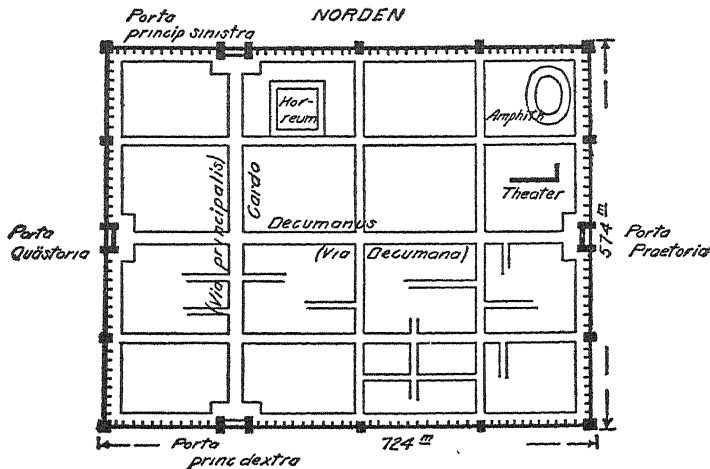 NORDEN
Porta
princip sinistra
Hor-
reum
Amphith
(Via principalis)
Cardo
Theater
Decumanus
(Via Decumana)
Porta
Quästoria
Porta
Praetoria
574 m
724 m
Porta
princ dextra